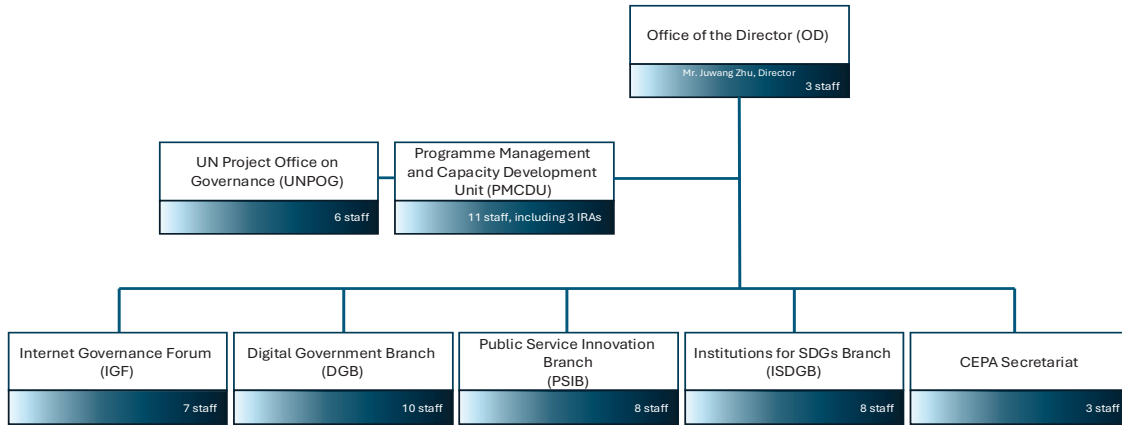 Office of the Director (OD)
Mr. Juwang Zhu, Director
3 staff
UN Project Office on
Governance (UNPOG)
6 staff
Programme Management
and Capacity Development
Unit (PMCDU)
11 staff, including 3 IRAs
Internet Governance Forum
(IGF)
7 staff
Digital Government Branch
(DGB)
10 staff
Public Service Innovation
Branch
(PSIB)
8 staff
Institutions for SDGs Branch
(ISDGB)
8 staff
CEPA Secretariat
3 staff